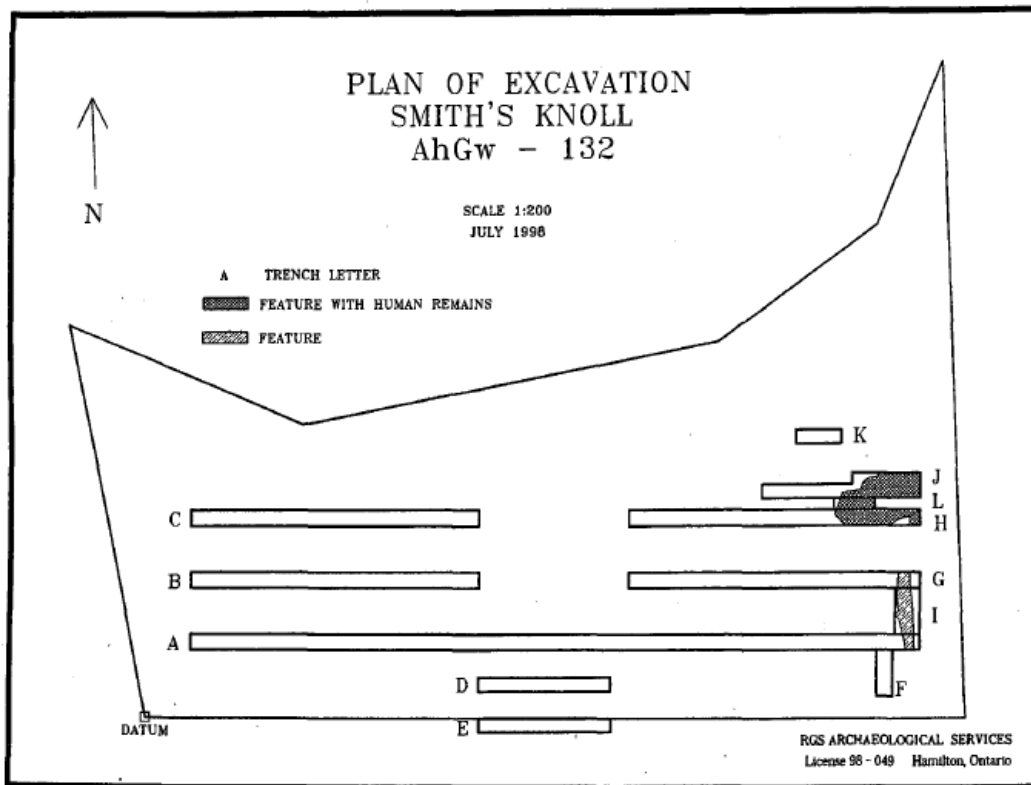 PLAN OF EXCAVATION
SMITH'S KNOLL
AhGw - 132
N
SCALE 1:200
JULY 1998
A TRENCH LETTER
FEATURE WITH HUMAN REMAINS
FEATURE
K
J
L
C
H
B
G
I
A
D
F
E
DATUM
RGS ARCHAEOLOGICAL SERVICES
License 98 - 049 Hamilton, Ontario